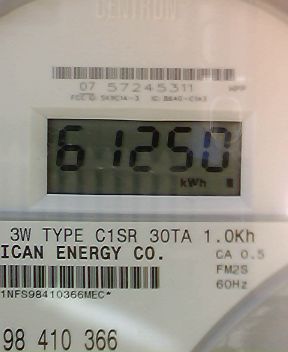 CENTRON
07 57245311
61250
kWh
3W TYPE C1SR 30TA 1.0Kh
ICAN ENERGY CO.
CA 0.5
FM2S
60Hz
1NFS98410366MEC*
98 410 366